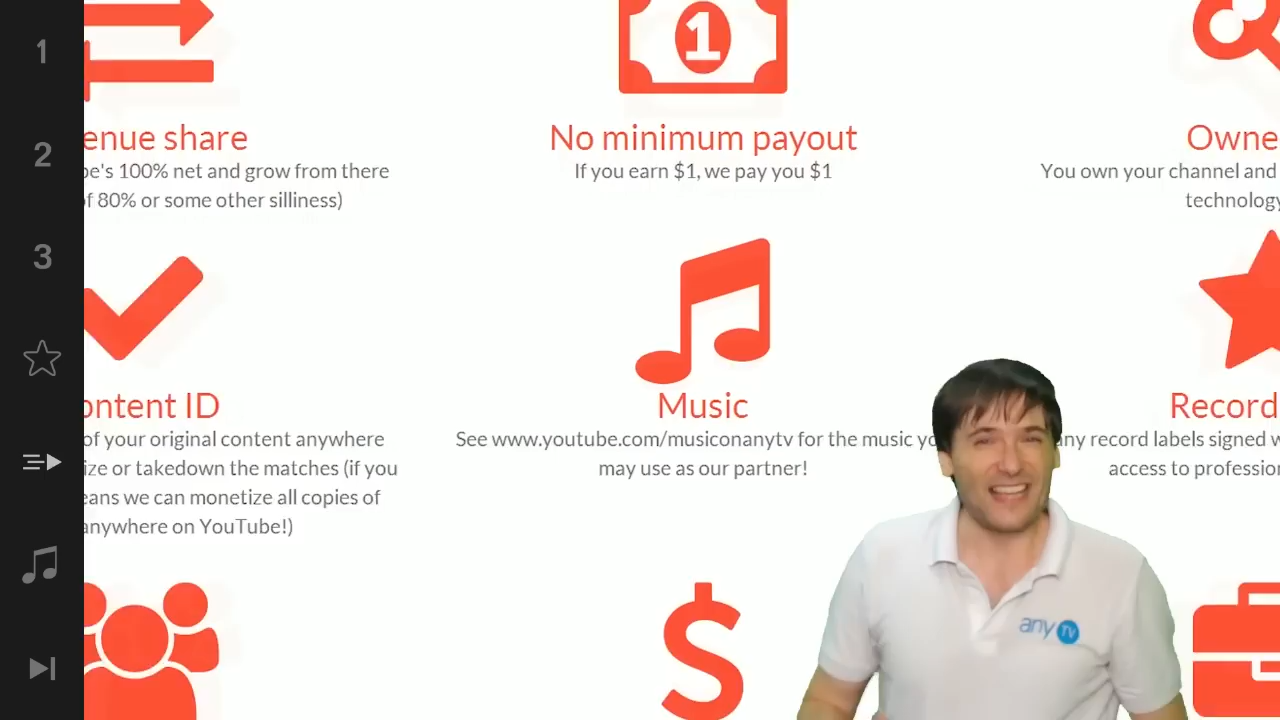 1
2
3
1
enue share
be's 100% net and grow from there
of 80% or some other silliness)
No minimum payout
If you earn $1, we pay you $1
Owne
You own your channel and
technology
ontent ID
of your original content anywhere
ize or takedown the matches (if you
eans we can monetize all copies of
anywhere on YouTube!)
Music
See www.youtube.com/musiconanytv for the music yo
may use as our partner!
Record
any record labels signed w
access to profession
$
any TV